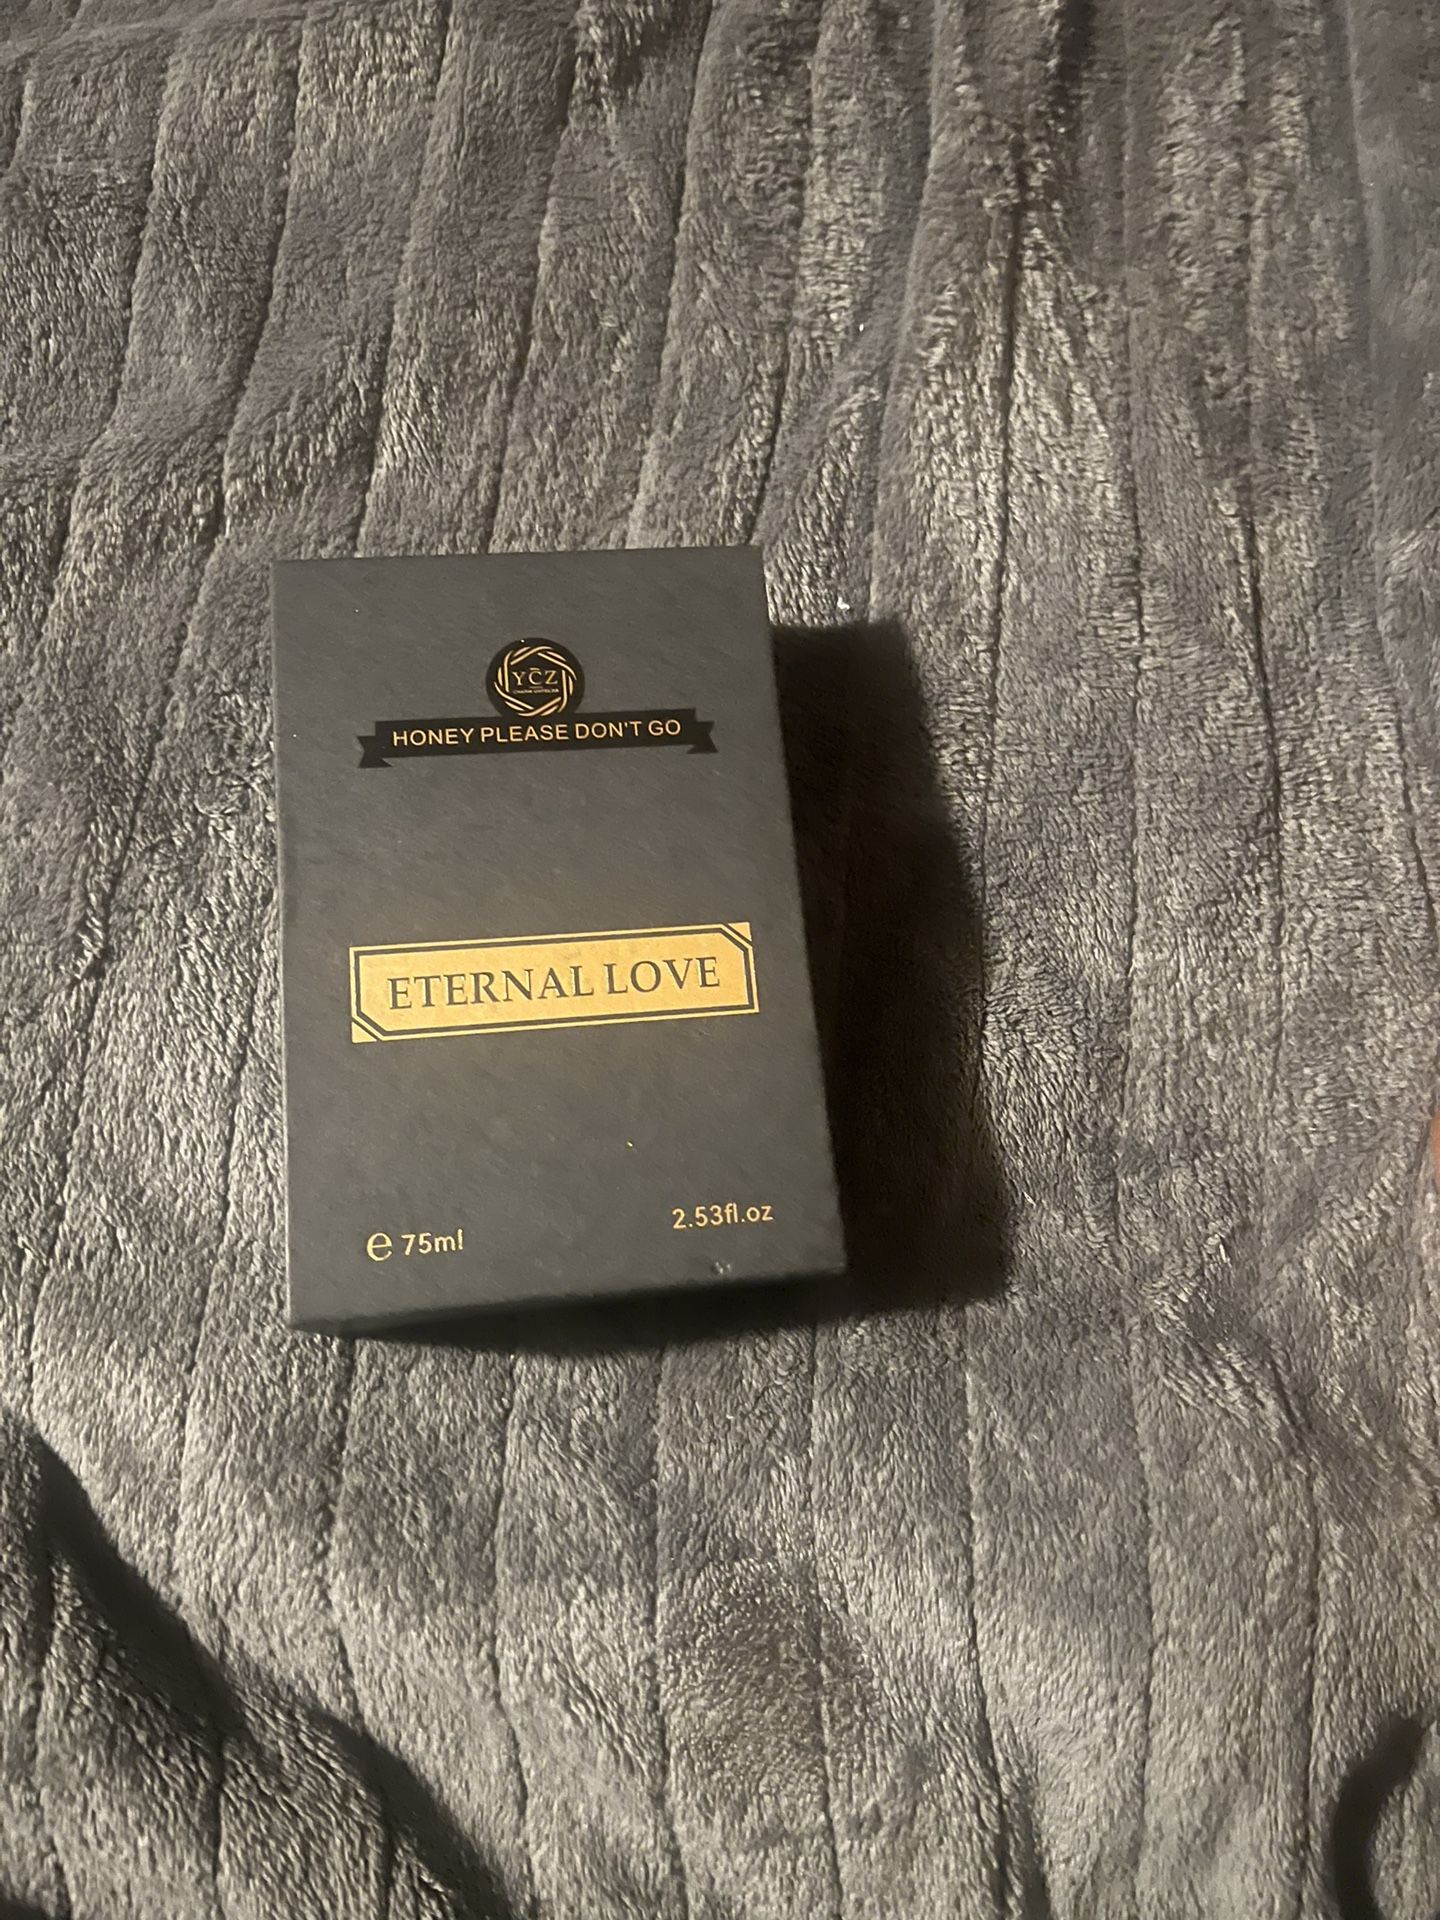 YCZ
HONEY PLEASE DON'T GO
ETERNAL LOVE
℮ 75ml
2.53fl.oz